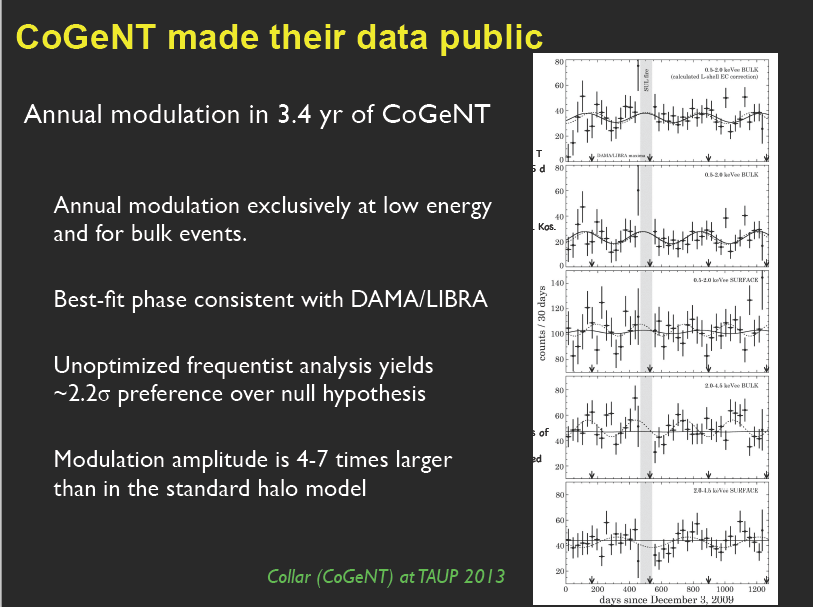 CoGeNT made their data public
Annual modulation in 3.4 yr of CoGeNT
Annual modulation exclusively at low energy
and for bulk events.
Best-fit phase consistent with DAMA/LIBRA
Unoptimized frequentist analysis yields
~2.2σ preference over null hypothesis
Modulation amplitude is 4-7 times larger
than in the standard halo model
Collar (CoGeNT) at TAUP 2013
T
5 d
. Kos.
s of
ed
counts / 30 days
80
60
40
20
0
0.5-2.0 keVee BULK
(calculated L-shell EC correction)
SUL fire
DAMA/LIBRA maxima
80
60
40
20
0
0.5-2.0 keVee BULK
140
120
100
80
0.5-2.0 keVee SURFACE
80
60
40
20
2.0-4.5 keVee BULK
80
60
40
20
2.0-4.5 keVee SURFACE
0 200 400 600 800 1000 1200
days since December 3, 2009